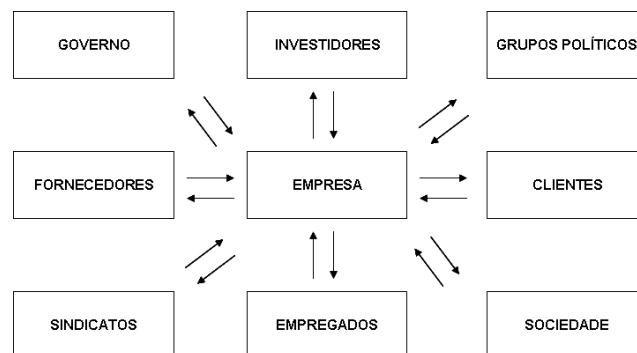 GOVERNO
INVESTIDORES
GRUPOS POLÍTICOS
FORNECEDORES
EMPRESA
CLIENTES
SINDICATOS
EMPREGADOS
SOCIEDADE